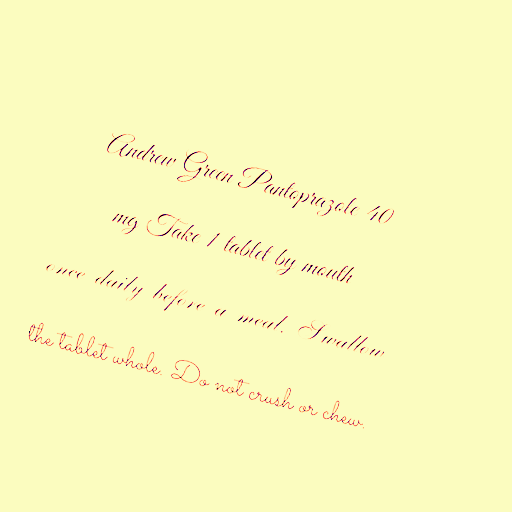 Andrew Green Pantoprazole 40
mg Take 1 tablet by mouth
once daily before a meal. Swallow
the tablet whole. Do not crush or chew.